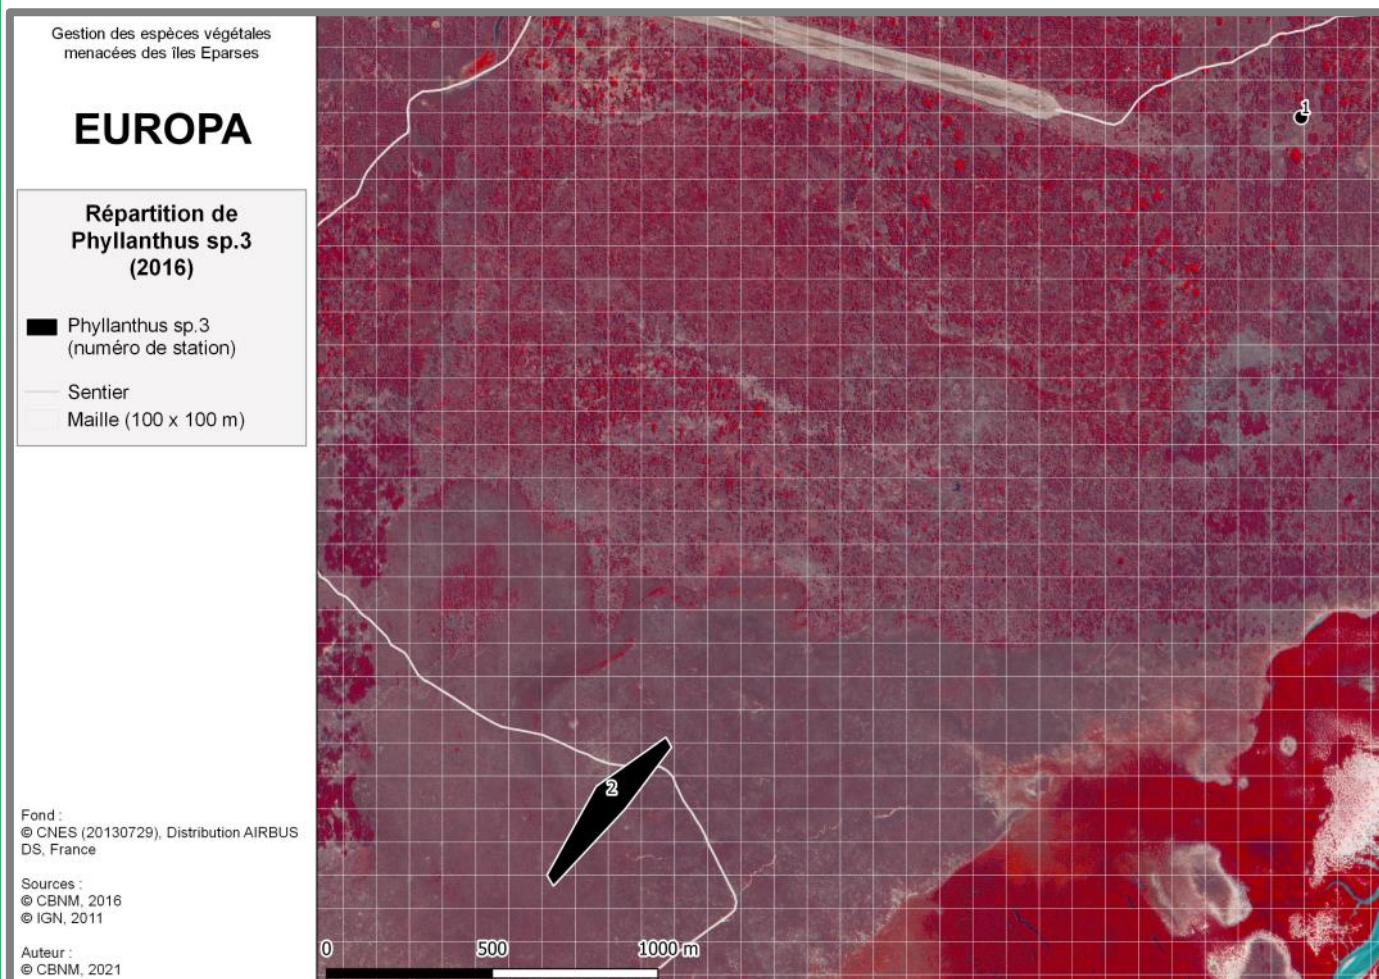 Gestion des espèces végétales
menacées des îles Eparses
EUROPA
Répartition de
Phyllanthus sp.3
(2016)
Phyllanthus sp.3
(numéro de station)
Sentier
Maille (100 x 100 m)
Fond :
© CNES (20130729), Distribution AIRBUS
DS, France
Sources :
© CBNM, 2016
© IGN, 2011
Auteur :
© CBNM, 2021
1
2
0 500 1000 m